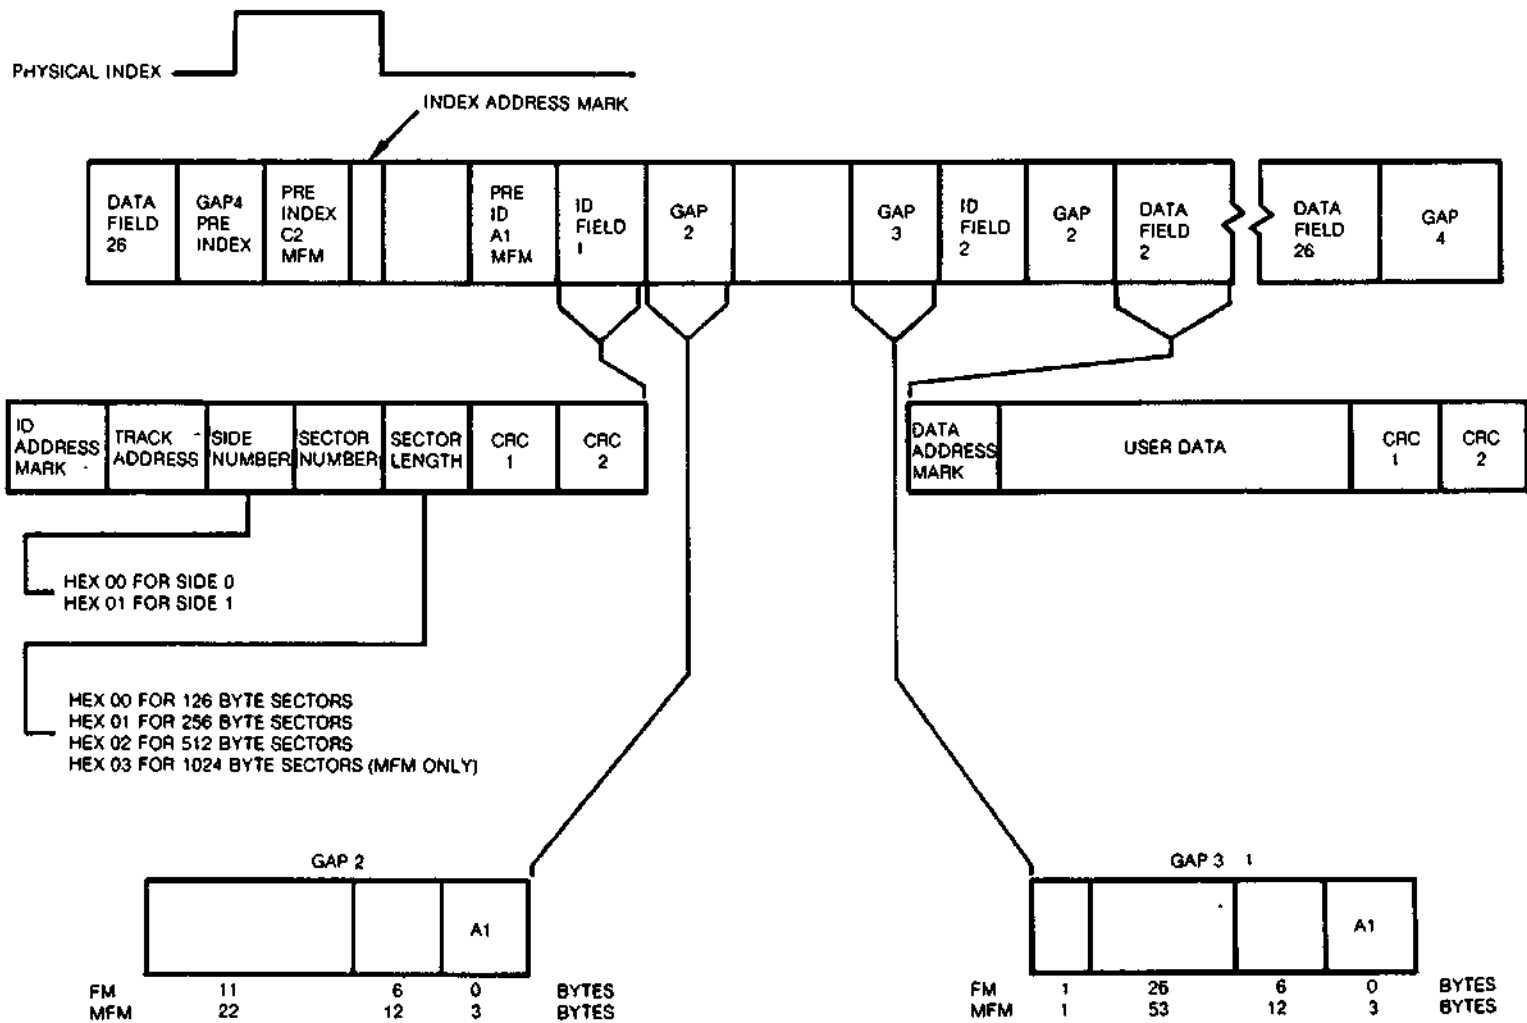 PHYSICAL INDEX
INDEX ADDRESS MARK
DATA
FIELD
26
GAP4
PRE
INDEX
PRE
INDEX
C2
MFM
PRE
ID
A1
MFM
ID
FIELD
1
GAP
2
GAP
3
ID
FIELD
2
GAP
2
DATA
FIELD
2
DATA
FIELD
26
GAP
4
ID
ADDRESS
MARK
TRACK
ADDRESS
SIDE
NUMBER
SECTOR
NUMBER
SECTOR
LENGTH
CRC
1
CRC
2
DATA
ADDRESS
MARK
USER DATA
CRC
1
CRC
2
HEX 00 FOR SIDE 0
HEX 01 FOR SIDE 1
HEX 00 FOR 126 BYTE SECTORS
HEX 01 FOR 256 BYTE SECTORS
HEX 02 FOR 512 BYTE SECTORS
HEX 03 FOR 1024 BYTE SECTORS (MFM ONLY)
GAP 2
A1
FM 11 6 0 BYTES
MFM 22 12 3 BYTES
GAP 3 1
A1
FM 1 26 6 0 BYTES
MFM 1 53 12 3 BYTES